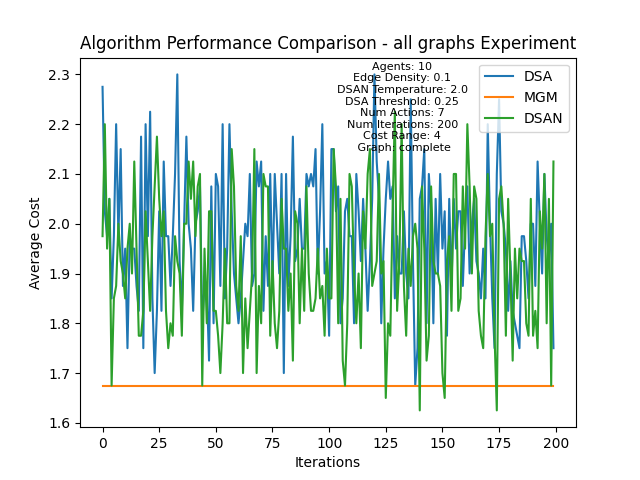 Algorithm Performance Comparison - all graphs Experiment
Agents: 10
Edge Density: 0.1
DSAN Temperature: 2.0
DSA Threshold: 0.25
Num Actions: 7
Num Iterations: 200
Cost Range: 4
Graph: complete
DSA
MGM
DSAN
Average Cost
2.3
2.2
2.1
2.0
1.9
1.8
1.7
1.6
0
25
50
75
100
125
150
175
200
Iterations